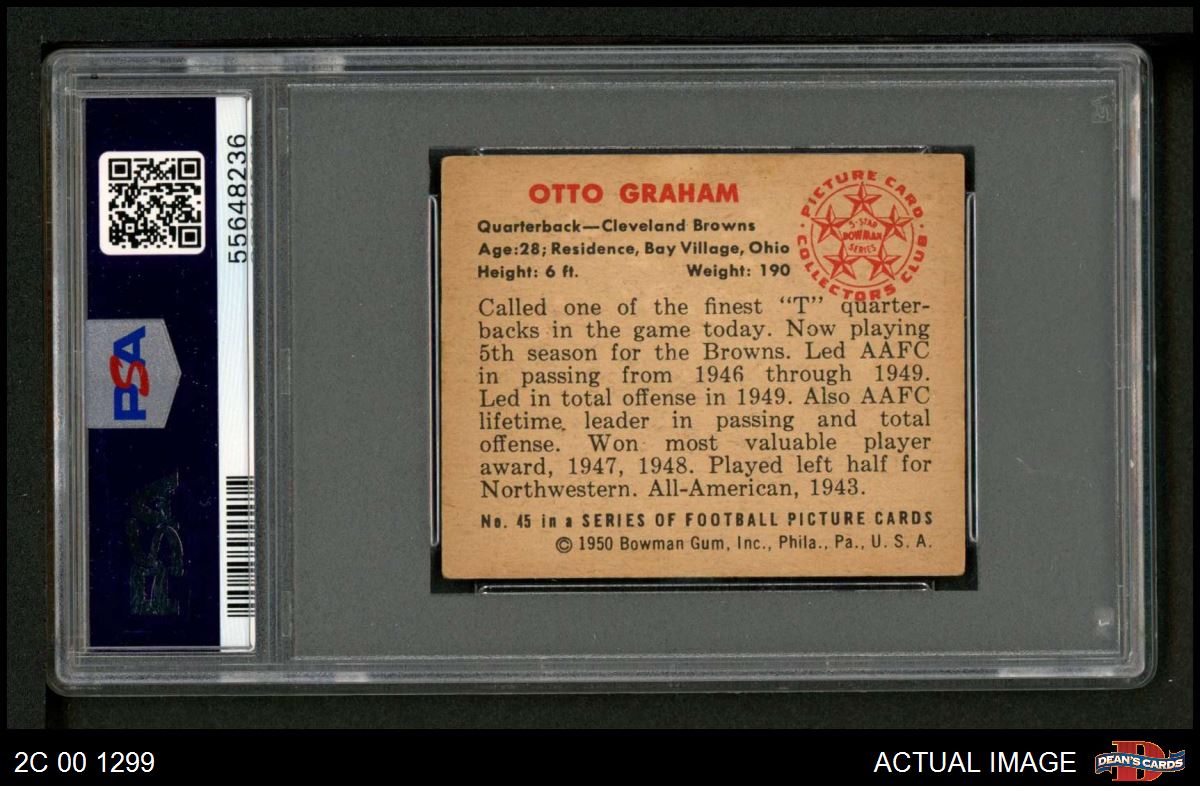 55648236
PSA
PSA
OTTO GRAHAM
Quarterback—Cleveland Browns
Age:28; Residence, Bay Village, Ohio
Height: 6 ft. Weight: 190
PICTURE CARD
COLLECTORS CLUB
5-STAR
BOWMAN
SERIES
Called one of the finest "T" quarter-
backs in the game today. Now playing
5th season for the Browns. Led AAFC
in passing from 1946 through 1949.
Led in total offense in 1949. Also AAFC
lifetime leader in passing and total
offense. Won most valuable player
award, 1947, 1948. Played left half for
Northwestern. All-American, 1943.
No. 45 in a SERIES OF FOOTBALL PICTURE CARDS
© 1950 Bowman Gum, Inc., Phila., Pa., U. S. A.
2C 00 1299
ACTUAL IMAGE
D
DEAN'S CARDS